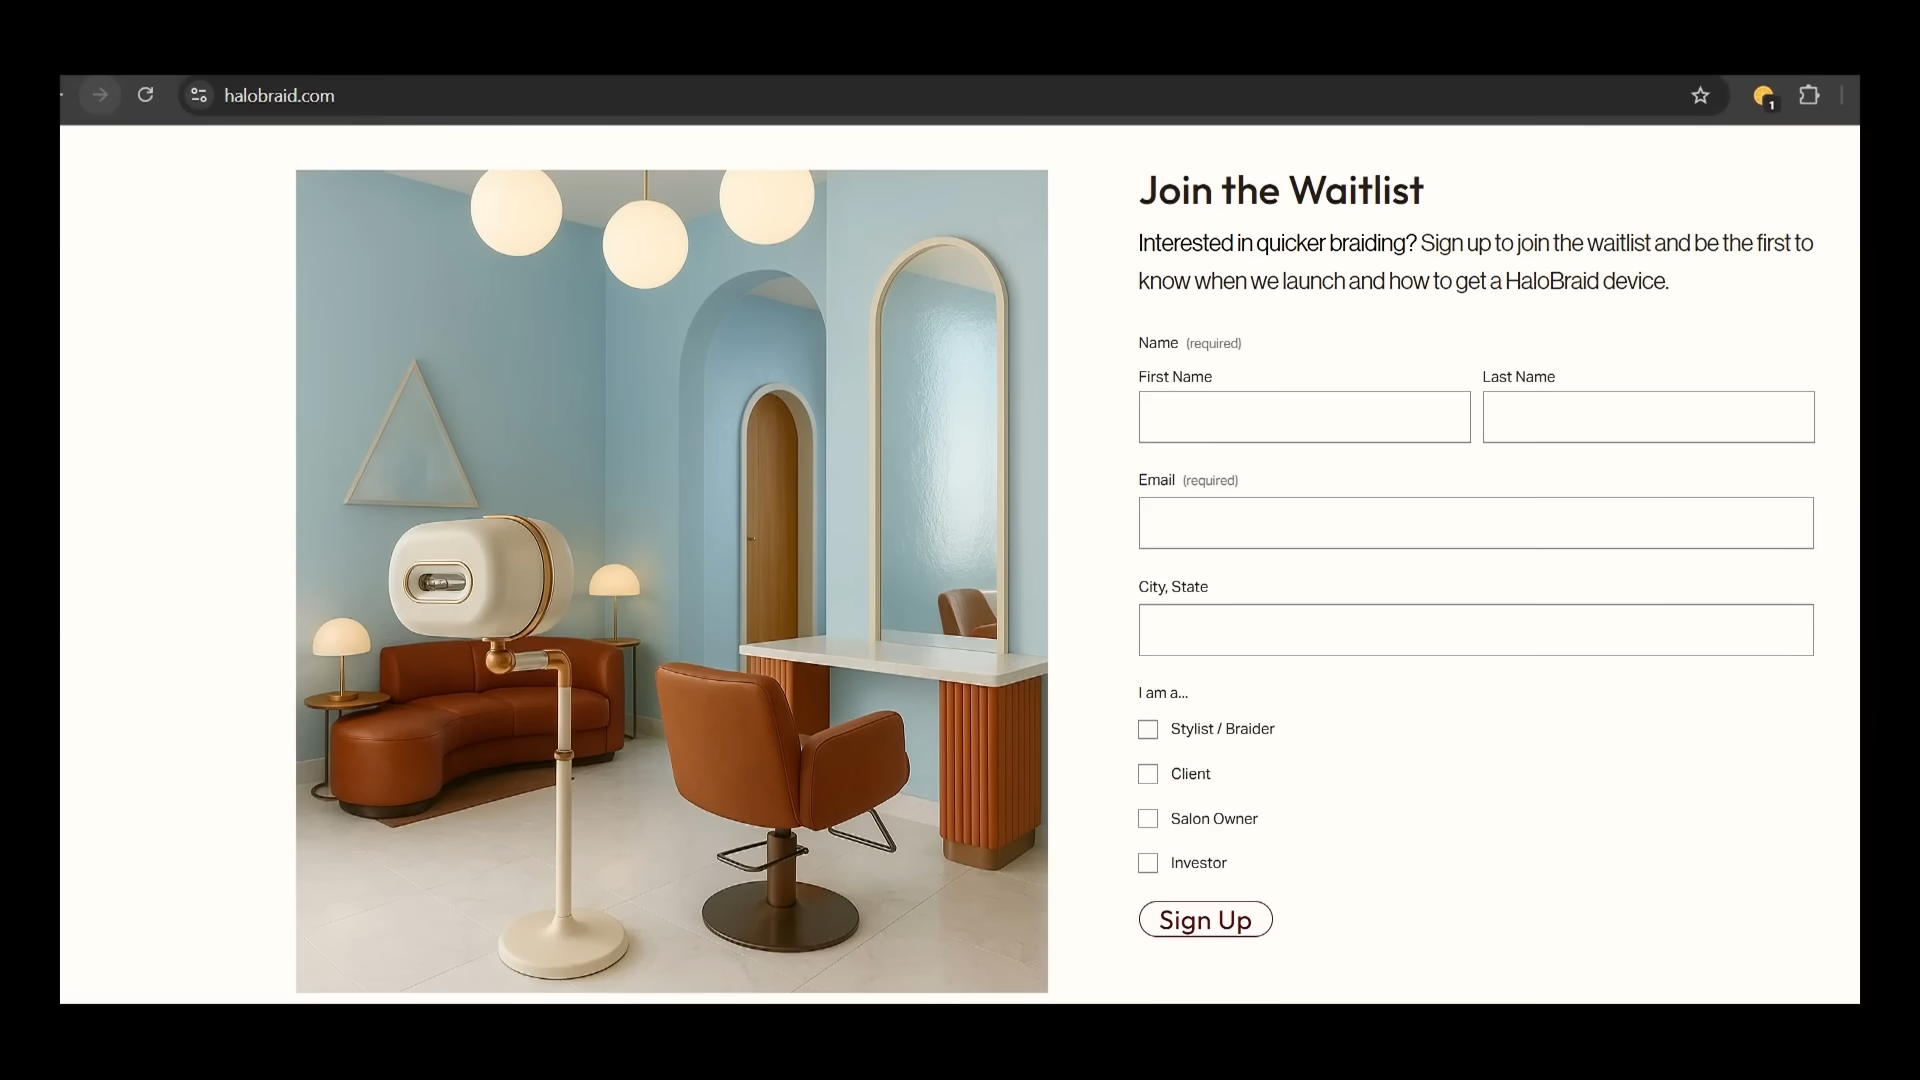 halobraid.com
1
Join the Waitlist
Interested in quicker braiding? Sign up to join the waitlist and be the first to
know when we launch and how to get a HaloBraid device.
Name (required)
First Name
Last Name
Email (required)
City, State
I am a...
Stylist / Braider
Client
Salon Owner
Investor
Sign Up